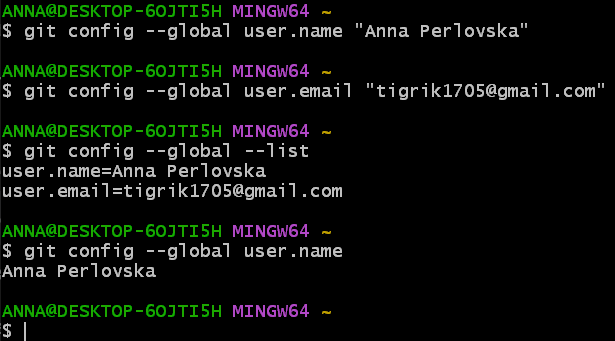 ANNA@DESKTOP-6OJTI5H MINGW64 ~
$ git config --global user.name "Anna Perlovska"
ANNA@DESKTOP-6OJTI5H MINGW64 ~
$ git config --global user.email "tigrik1705@gmail.com"
ANNA@DESKTOP-6OJTI5H MINGW64 ~
$ git config --global --list
user.name=Anna Perlovska
user.email=tigrik1705@gmail.com
ANNA@DESKTOP-6OJTI5H MINGW64 ~
$ git config --global user.name
Anna Perlovska
ANNA@DESKTOP-6OJTI5H MINGW64 ~
$